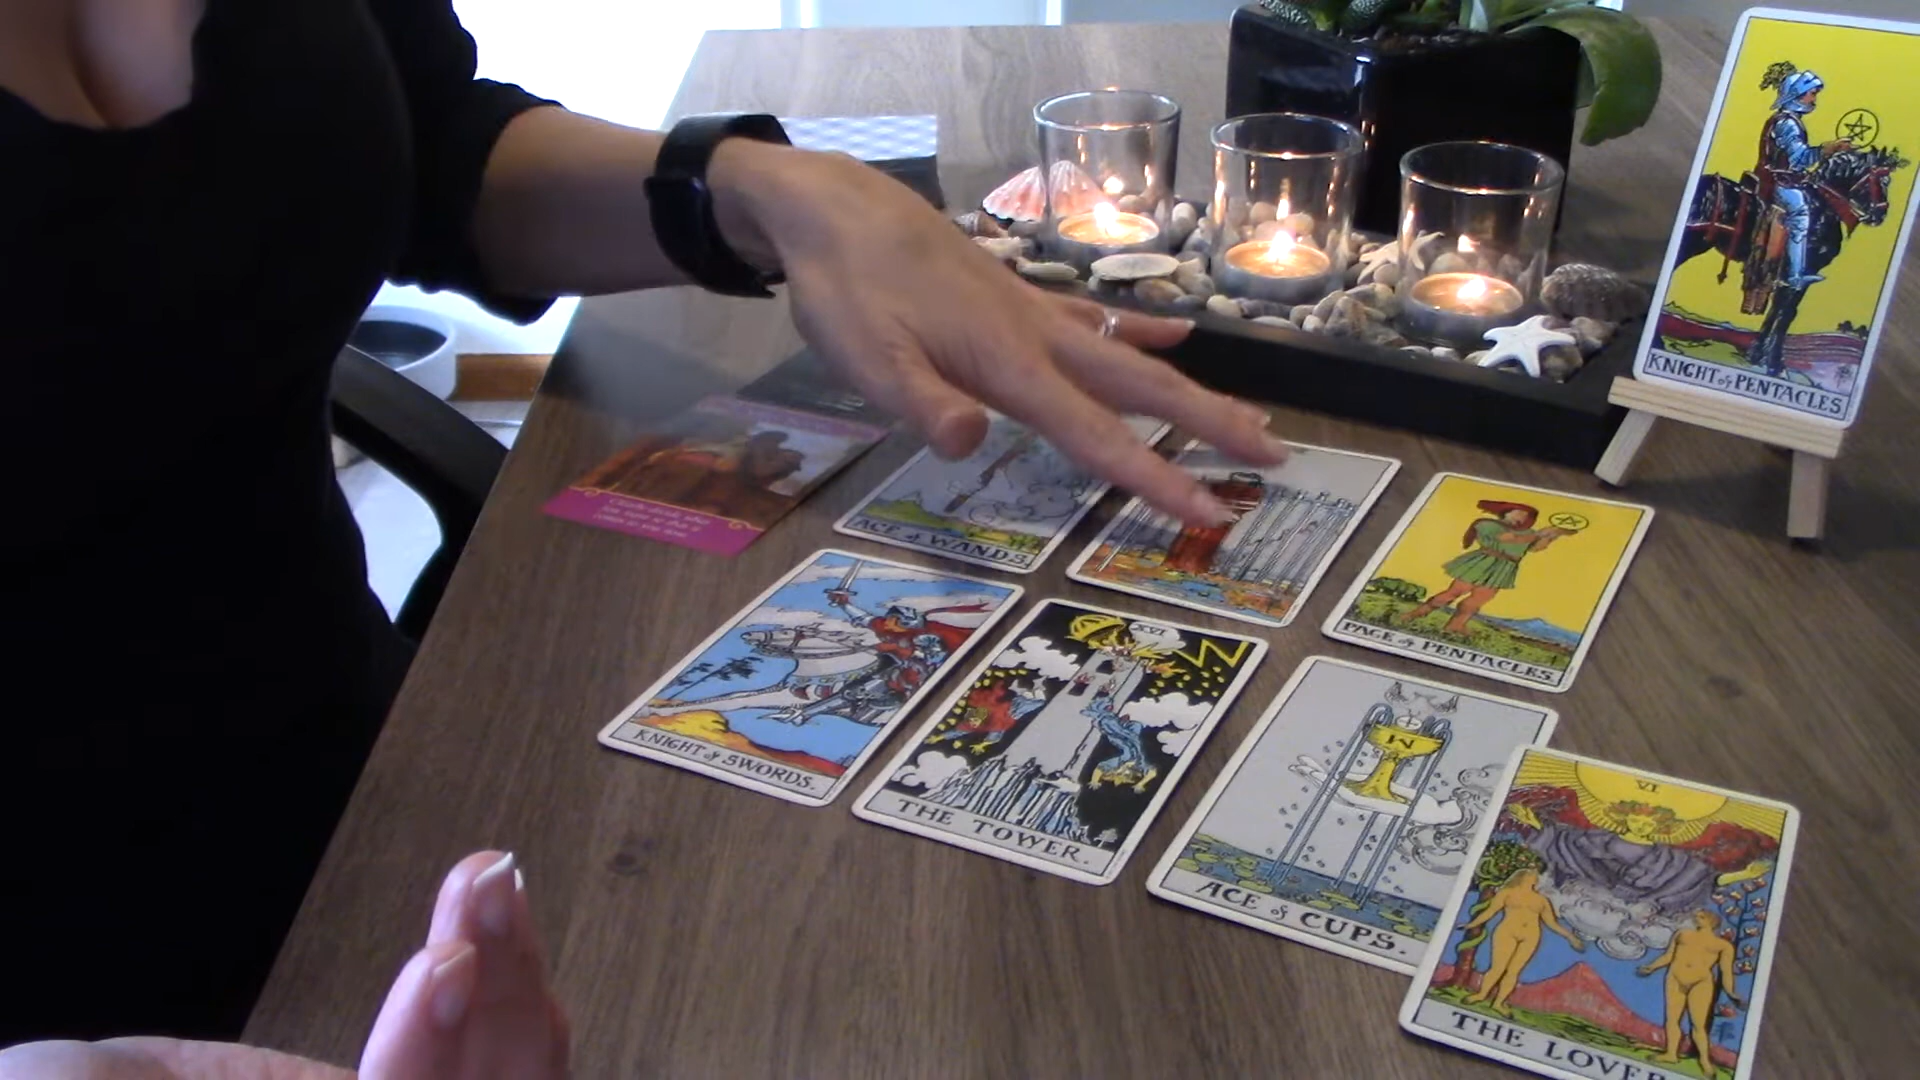 KNIGHT of PENTACLES
ACE of WANDS.
PAGE of PENTACLES.
KNIGHT of SWORDS.
XVI
THE TOWER.
ACE of CUPS.
VI
THE LOVER